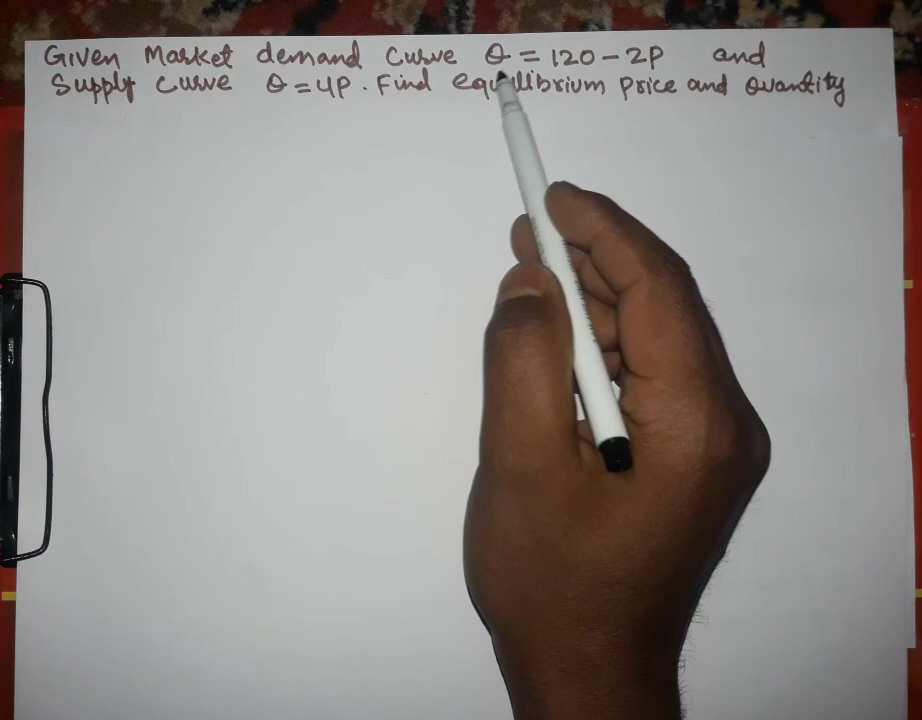 Given Market demand Curve Q = 120 - 2P and
Supply Curve Q = 4P . Find equilibrium price and Quantity